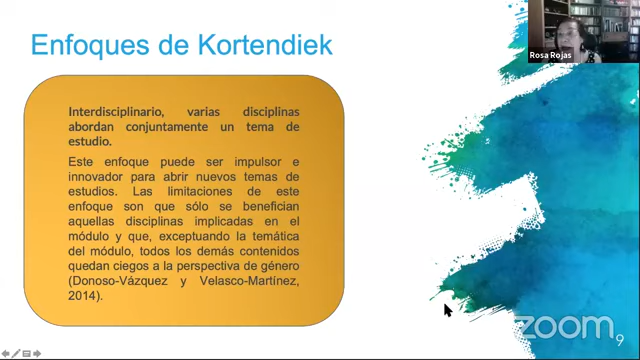 Enfoques de Kortendiek
Rosa Rojas
Interdisciplinario, varias disciplinas
abordan conjuntamente un tema de
estudio.
Este enfoque puede ser impulsor e
innovador para abrir nuevos temas de
estudios. Las limitaciones de este
enfoque son que sólo se benefician
aquellas disciplinas implicadas en el
módulo y que, exceptuando la temática
del módulo, todos los demás contenidos
quedan ciegos a la perspectiva de género
(Donoso-Vázquez y Velasco-Martínez,
2014).
zoom
9